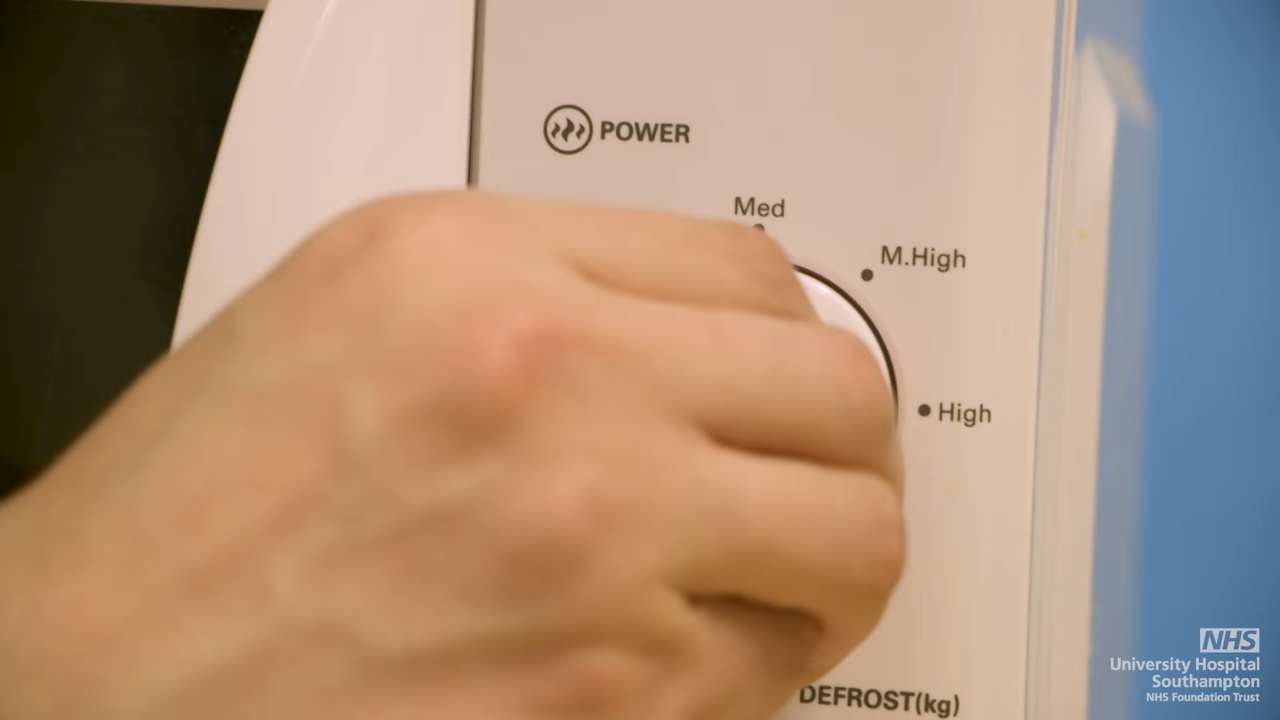 POWER
Med
M.High
High
DEFROST(kg)
NHS
University Hospital
Southampton
NHS Foundation Trust